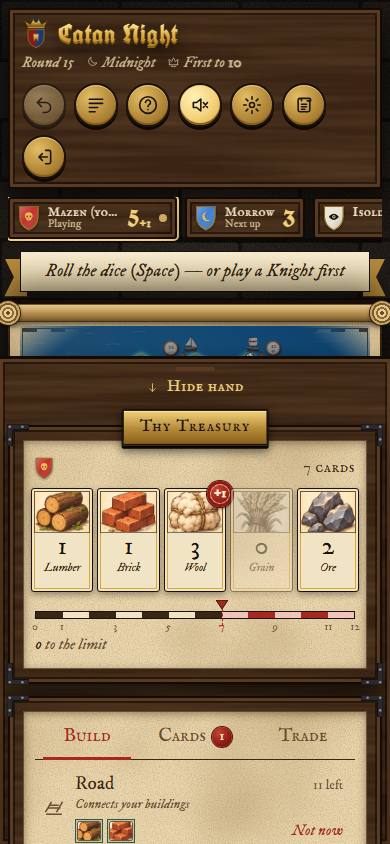 Catan Night
Round 15 Midnight First to 10
Mazen (yo... Playing 5+1
Morrow Next up 3
Isol
Roll the dice (Space) — or play a Knight first
↓ Hide hand
Thy Treasury
7 cards
+1
1 1 3 0 2
Lumber Brick Wool Grain Ore
0 1 3 5 7 9 11 12
0 to the limit
Build Cards 1 Trade
Road 11 left
Connects your buildings
Not now